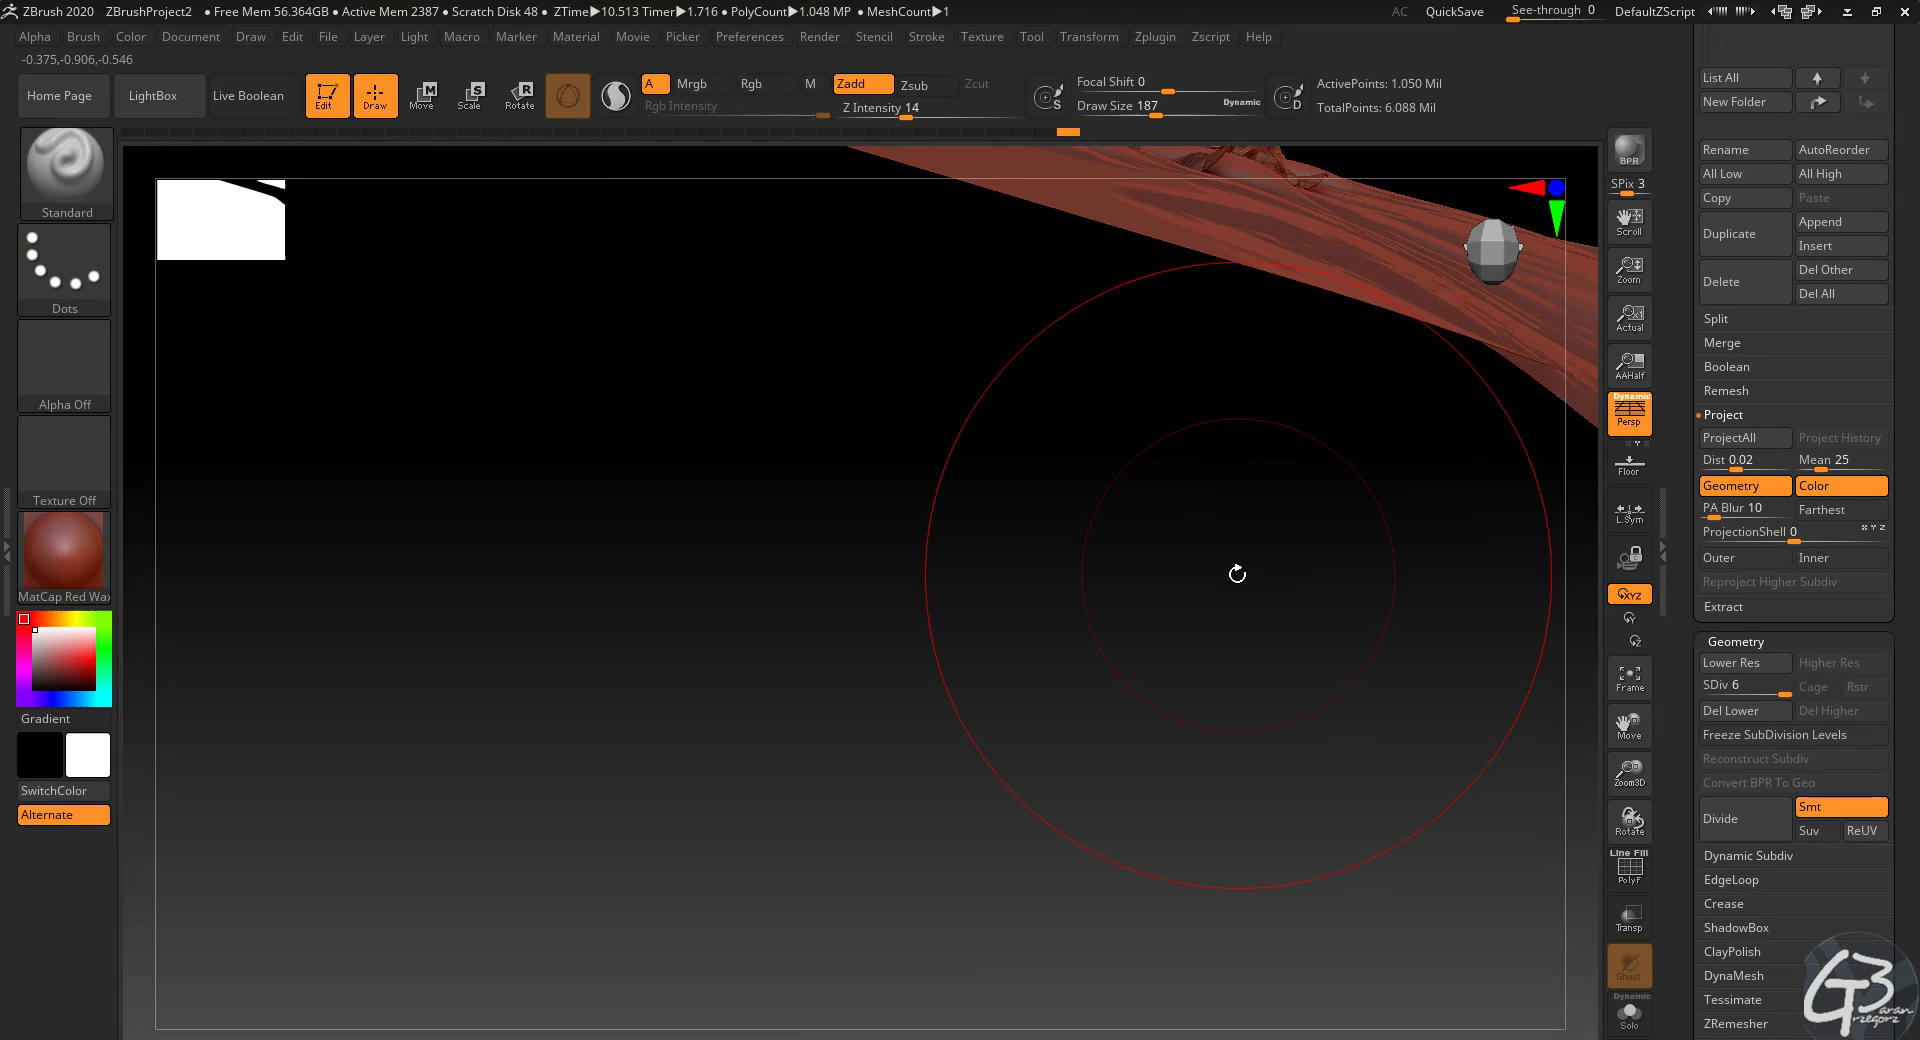 ZBrush 2020 ZBrushProject2 • Free Mem 56.364GB • Active Mem 2387 • Scratch Disk 48 • ZTime▶10.513 Timer▶1.716 • PolyCount▶1.048 MP • MeshCount▶1 AC QuickSave See-through 0 DefaultZScript
Alpha Brush Color Document Draw Edit File Layer Light Macro Marker Material Movie Picker Preferences Render Stencil Stroke Texture Tool Transform Zplugin Zscript Help
-0.375,-0.906,-0.546
Home Page LightBox Live Boolean Edit Draw Move Scale Rotate
A Mrgb Rgb M Zadd Zsub Zcut
Rgb Intensity Z Intensity 14
Focal Shift 0
Draw Size 187 Dynamic
ActivePoints: 1.050 Mil
TotalPoints: 6.088 Mil
Standard
Dots
Alpha Off
Texture Off
MatCap Red Wax
Gradient
SwitchColor
Alternate
BPR
SPix 3
Scroll
Zoom
Actual
AAHalf
Dynamic
Persp
Floor
L.Sym
XYZ
Y
Z
Frame
Move
Zoom3D
Rotate
Line Fill
PolyF
Transp
Ghost
Dynamic
Solo
List All
New Folder
Rename AutoReorder
All Low All High
Copy Paste
Duplicate Append
Insert
Delete Del Other
Del All
Split
Merge
Boolean
Remesh
Project
ProjectAll Project History
Dist 0.02 Mean 25
Geometry Color
PA Blur 10 Farthest
ProjectionShell 0 X Y Z
Outer Inner
Reproject Higher Subdiv
Extract
Geometry
Lower Res Higher Res
SDiv 6 Cage Rstr
Del Lower Del Higher
Freeze SubDivision Levels
Reconstruct Subdiv
Convert BPR To Geo
Divide Smt
Suv ReUV
Dynamic Subdiv
EdgeLoop
Crease
ShadowBox
ClayPolish
DynaMesh
Tessimate
ZRemesher